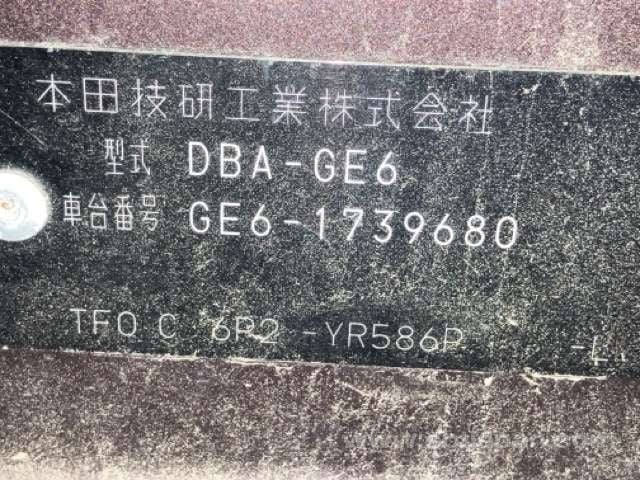 本田技研工業株式会社
型式 DBA-GE6
車台番号 GE6-1739680
TF0 C 6P2 -YR586P -L